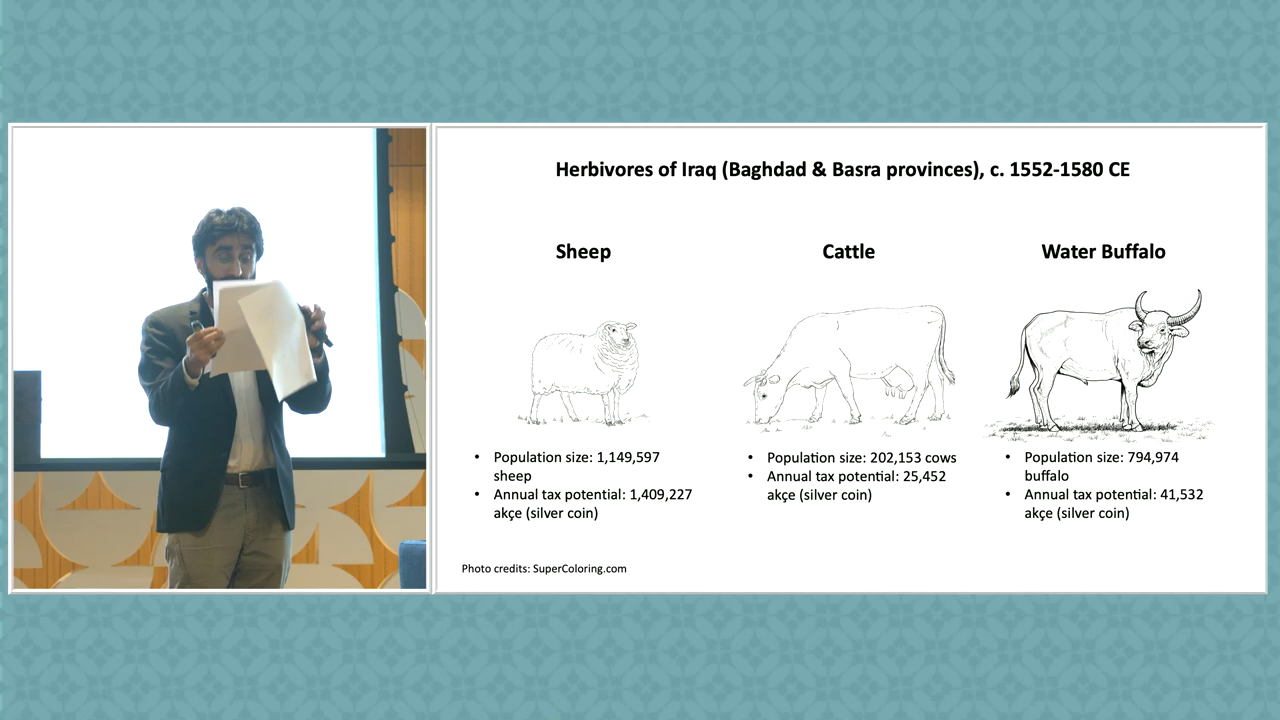 Herbivores of Iraq (Baghdad & Basra provinces), c. 1552-1580 CE
Sheep
• Population size: 1,149,597
sheep
• Annual tax potential: 1,409,227
akçe (silver coin)
Cattle
• Population size: 202,153 cows
• Annual tax potential: 25,452
akçe (silver coin)
Water Buffalo
• Population size: 794,974
buffalo
• Annual tax potential: 41,532
akçe (silver coin)
Photo credits: SuperColoring.com